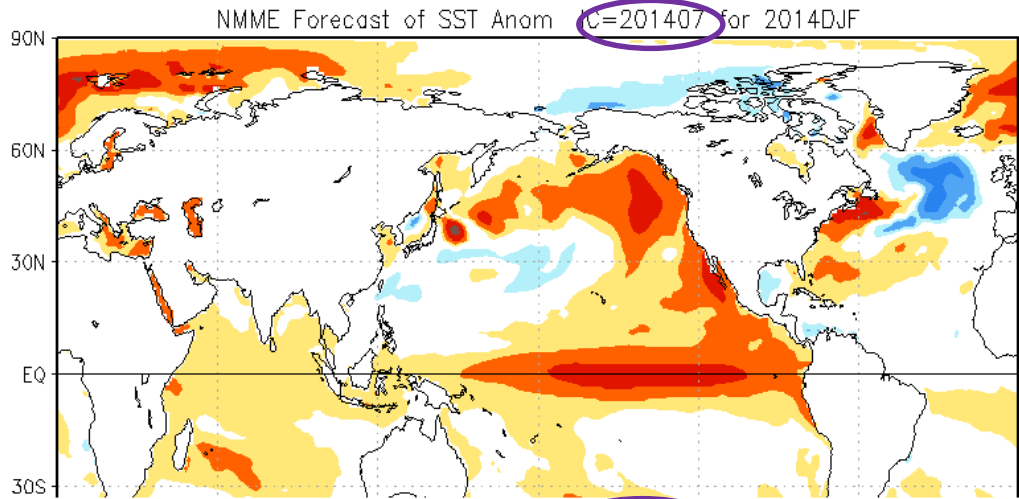 NMME Forecast of SST Anom IC=201407 for 2014DJF
90N
60N
30N
EQ
30S